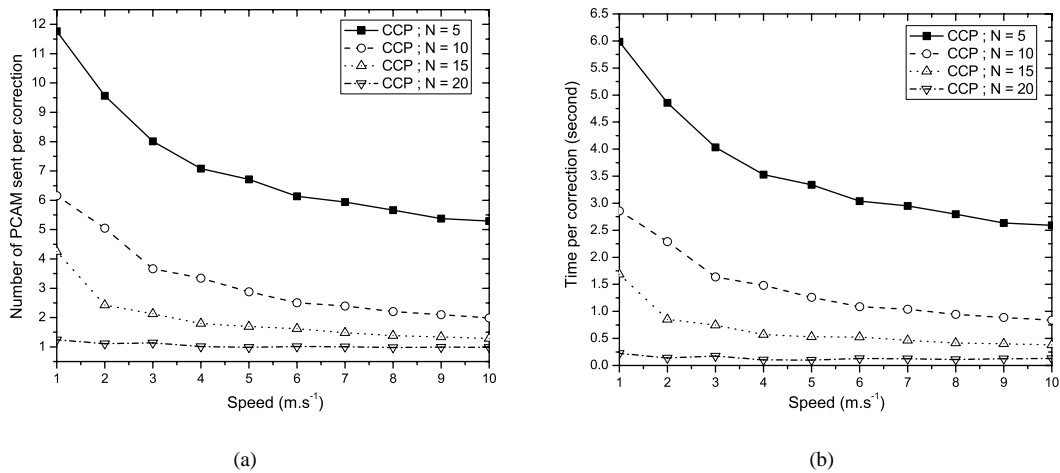 12
11
10
9
8
7
6
5
4
3
2
1
Number of PCAM sent per correction
CCP ; N = 5
CCP ; N = 10
CCP ; N = 15
CCP ; N = 20
1 2 3 4 5 6 7 8 9 10
Speed (m.s⁻¹)
(a)
6.5
6.0
5.5
5.0
4.5
4.0
3.5
3.0
2.5
2.0
1.5
1.0
0.5
0.0
Time per correction (second)
CCP ; N = 5
CCP ; N = 10
CCP ; N = 15
CCP ; N = 20
1 2 3 4 5 6 7 8 9 10
Speed (m.s⁻¹)
(b)